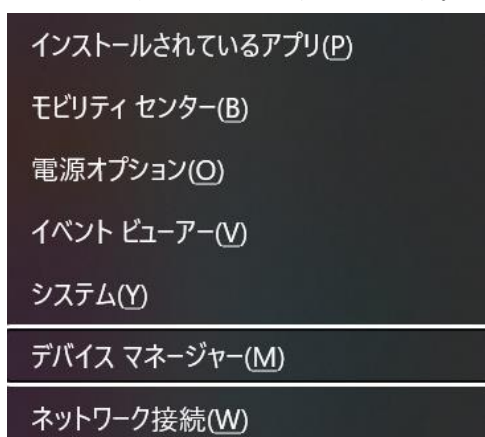 インストールされているアプリ(P)
モビリティ センター(B)
電源オプション(O)
イベント ビューアー(V)
システム(Y)
デバイス マネージャー(M)
ネットワーク接続(W)